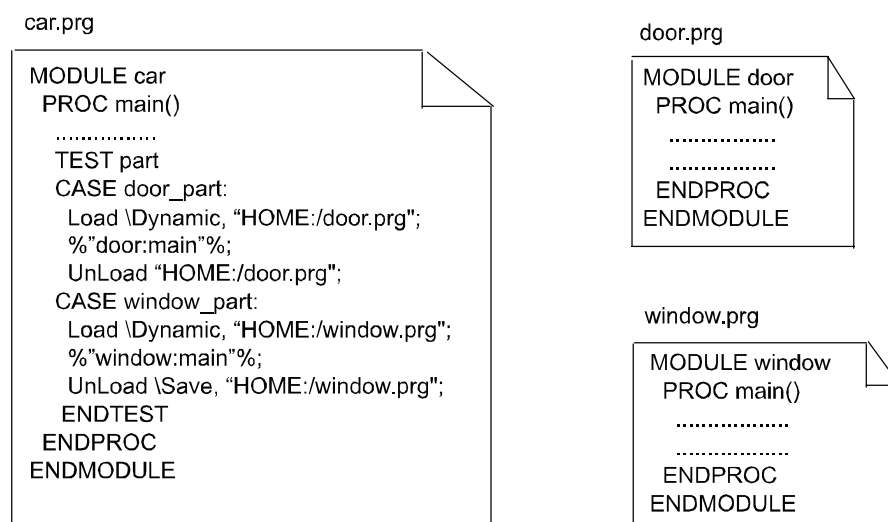 car.prg
MODULE car
PROC main()
................
TEST part
CASE door_part:
Load \Dynamic, “HOME:/door.prg";
%”door:main”%;
UnLoad “HOME:/door.prg";
CASE window_part:
Load \Dynamic, “HOME:/window.prg";
%”window:main”%;
UnLoad \Save, “HOME:/window.prg";
ENDTEST
ENDPROC
ENDMODULE
door.prg
MODULE door
PROC main()
.................
.................
ENDPROC
ENDMODULE
window.prg
MODULE window
PROC main()
..................
..................
ENDPROC
ENDMODULE